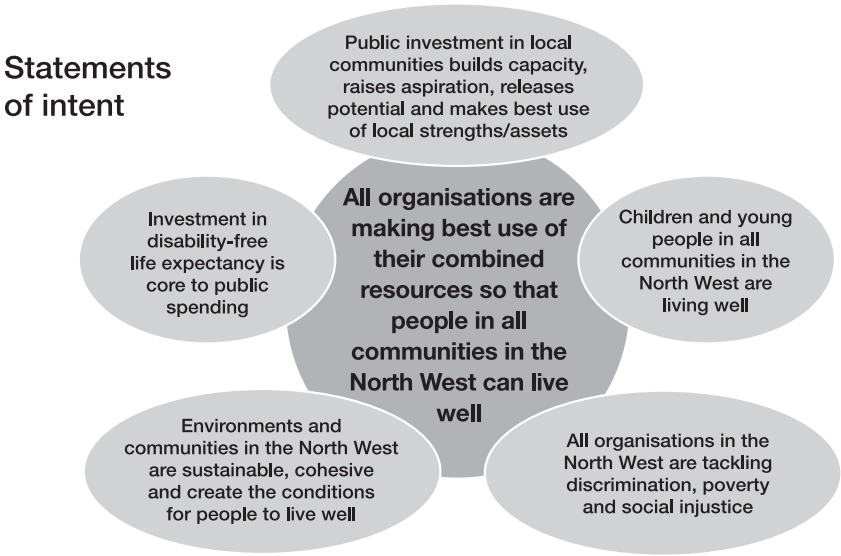 Statements
of intent
Public investment in local
communities builds capacity,
raises aspiration, releases
potential and makes best use
of local strengths/assets
Investment in
disability-free
life expectancy is
core to public
spending
All organisations are
making best use of
their combined
resources so that
people in all
communities in the
North West can live
well
Children and young
people in all
communities in the
North West are
living well
Environments and
communities in the North West
are sustainable, cohesive
and create the conditions
for people to live well
All organisations in the
North West are tackling
discrimination, poverty
and social injustice